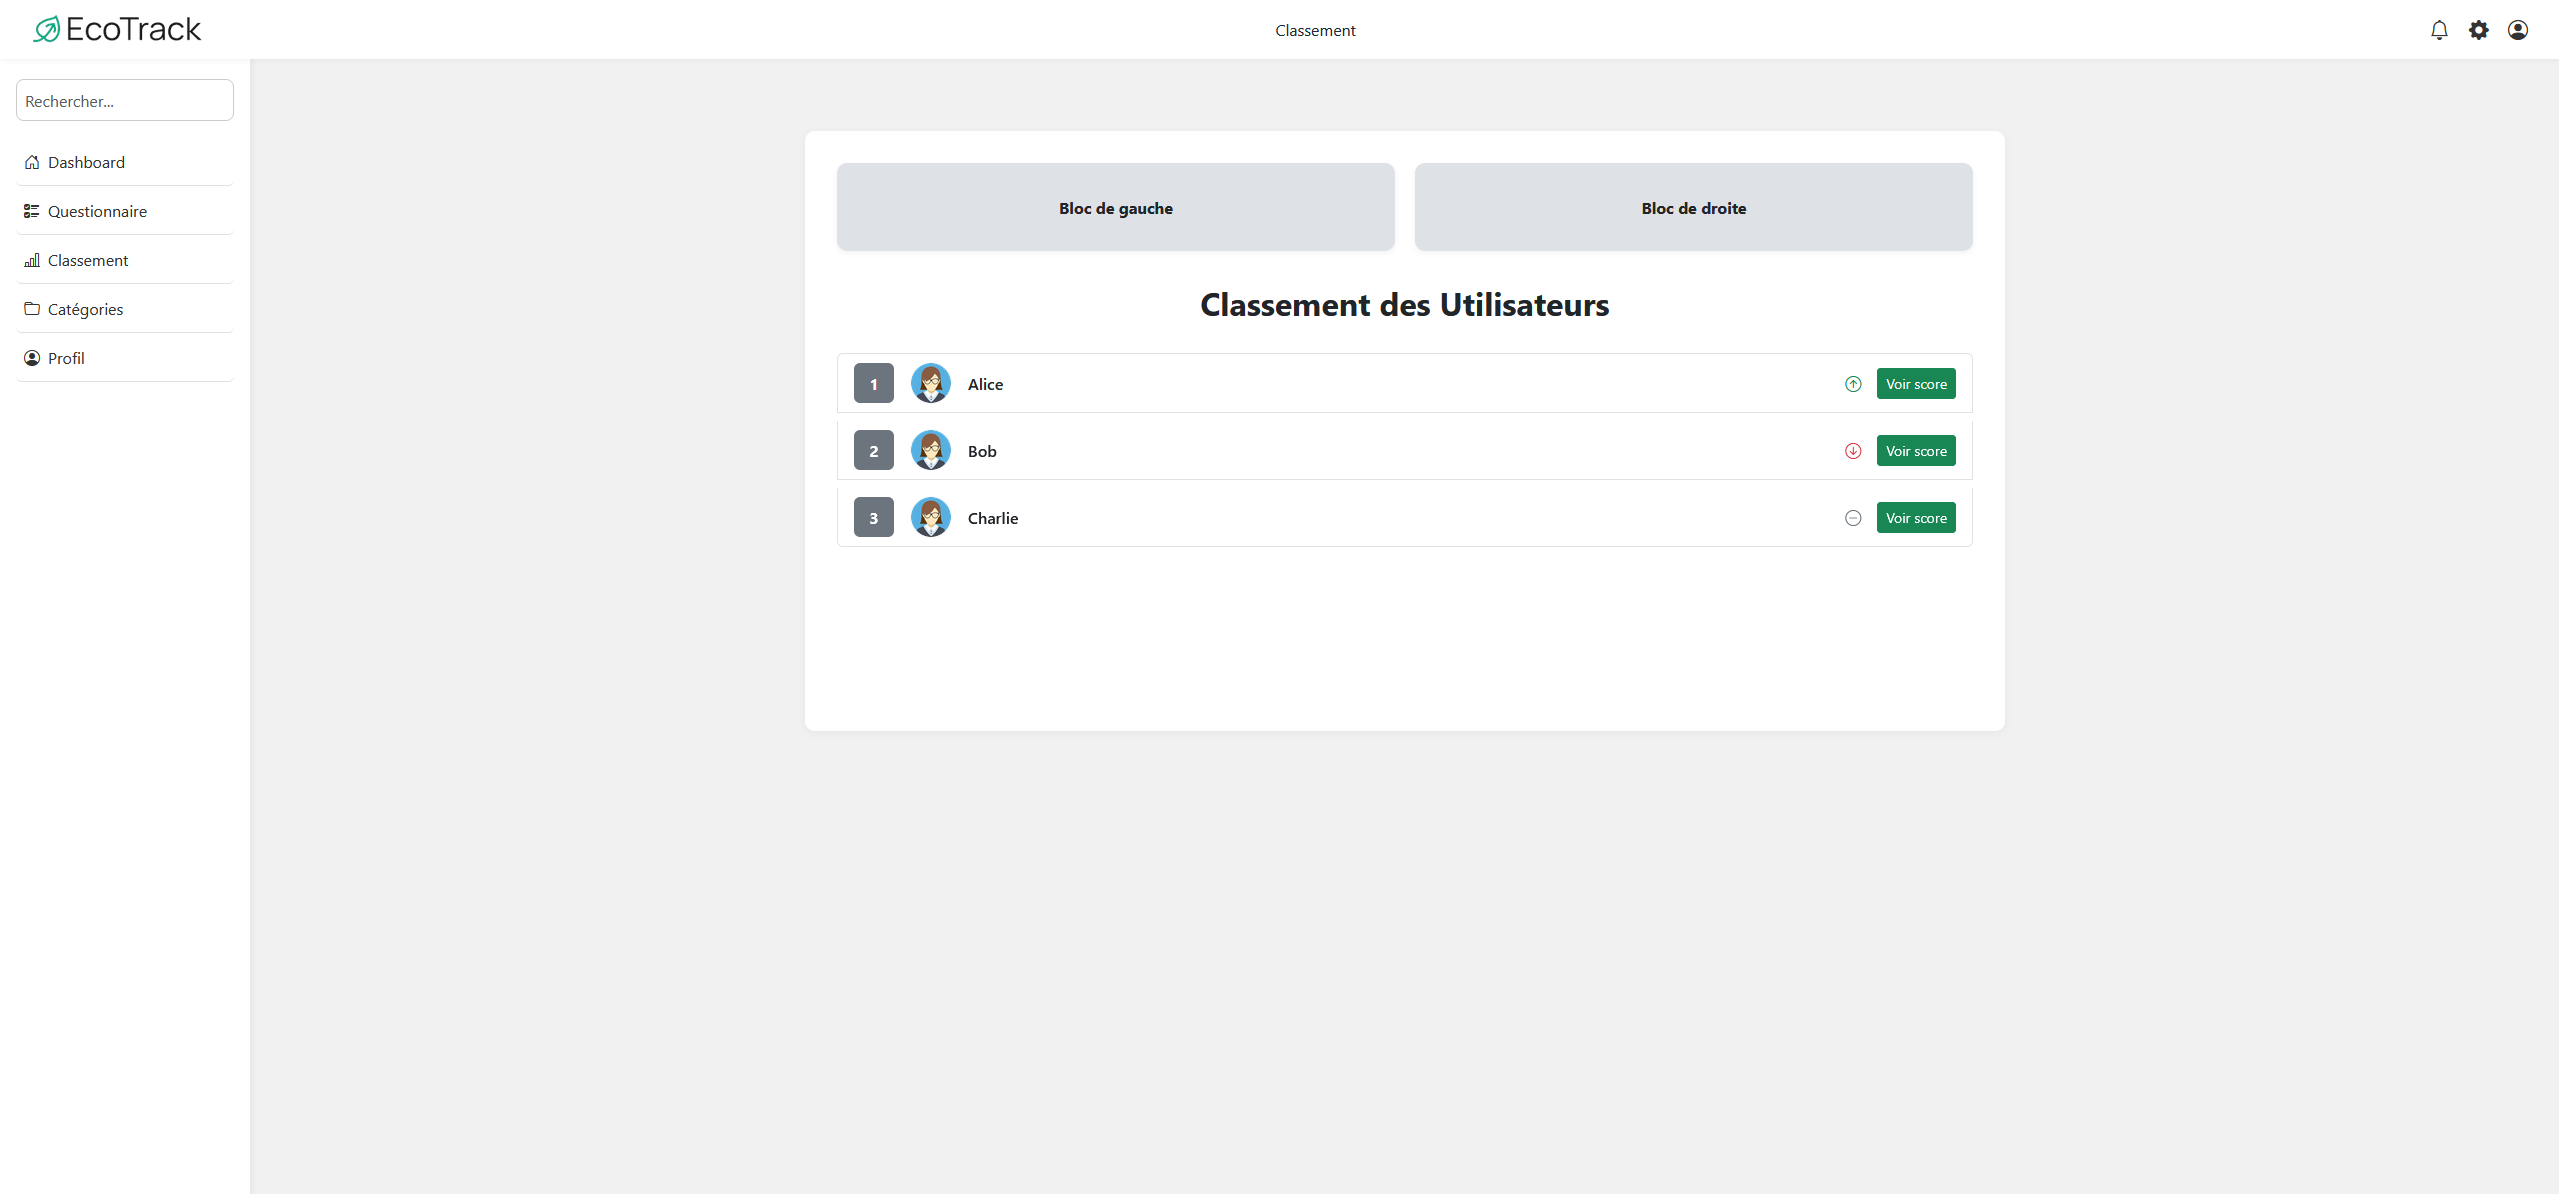 EcoTrack
Classement
Rechercher...
Dashboard
Questionnaire
Classement
Catégories
Profil
Bloc de gauche
Bloc de droite
Classement des Utilisateurs
1 Alice Voir score
2 Bob Voir score
3 Charlie Voir score